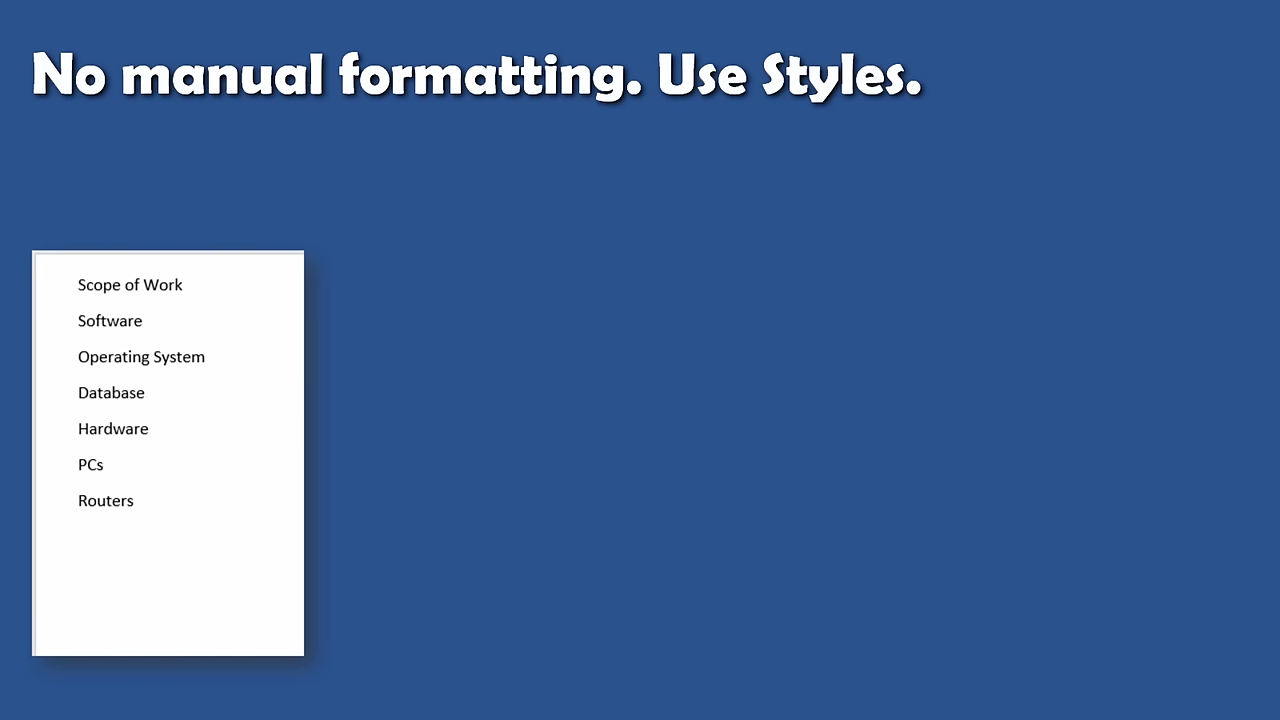 No manual formatting. Use Styles.
Scope of Work
Software
Operating System
Database
Hardware
PCs
Routers